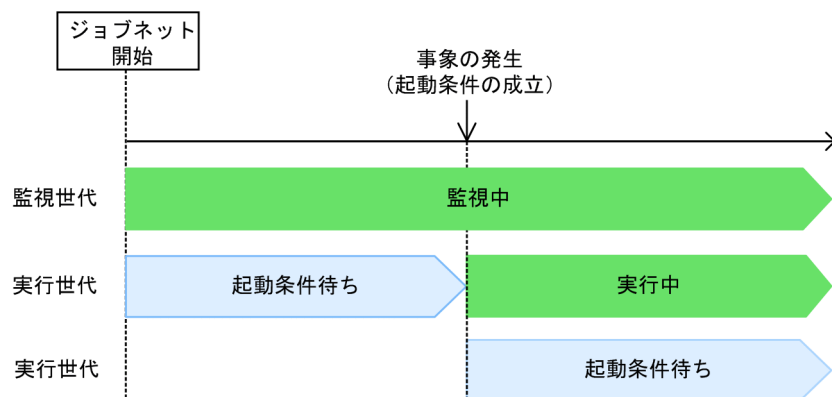 ジョブネット
開始
事象の発生
（起動条件の成立）
監視世代
監視中
実行世代
起動条件待ち
実行中
実行世代
起動条件待ち